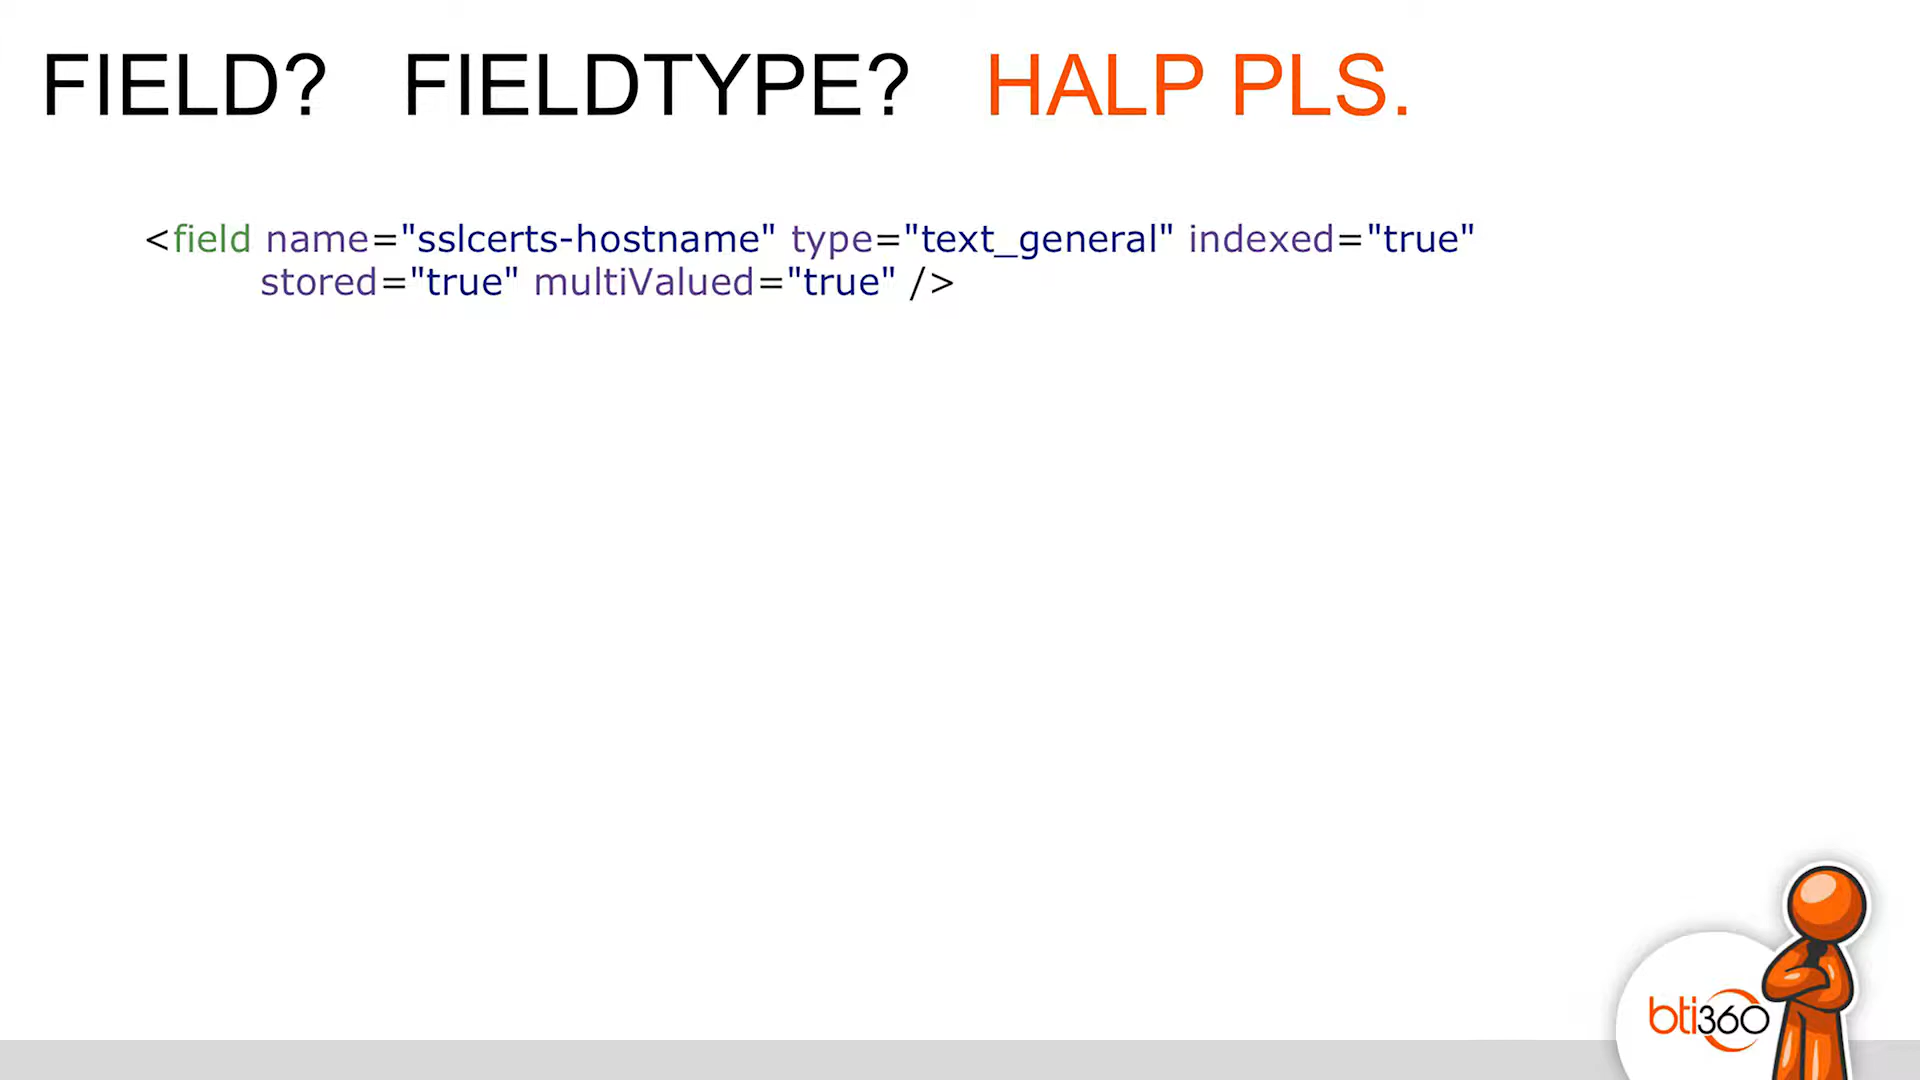 FIELD? FIELDTYPE? HALP PLS.
<field name="sslcerts-hostname" type="text_general" indexed="true"
stored="true" multiValued="true" />
bti360